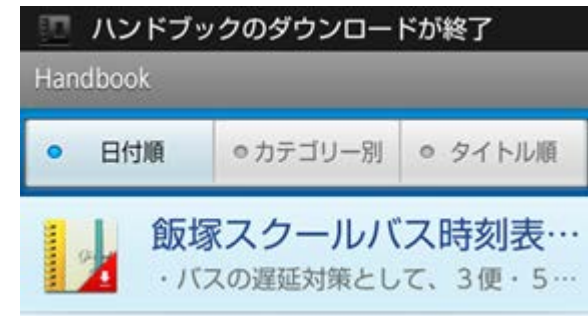 ハンドブックのダウンロードが終了
Handbook
日付順 カテゴリー別 タイトル順
飯塚スクールバス時刻表…
・バスの遅延対策として、3便・5…